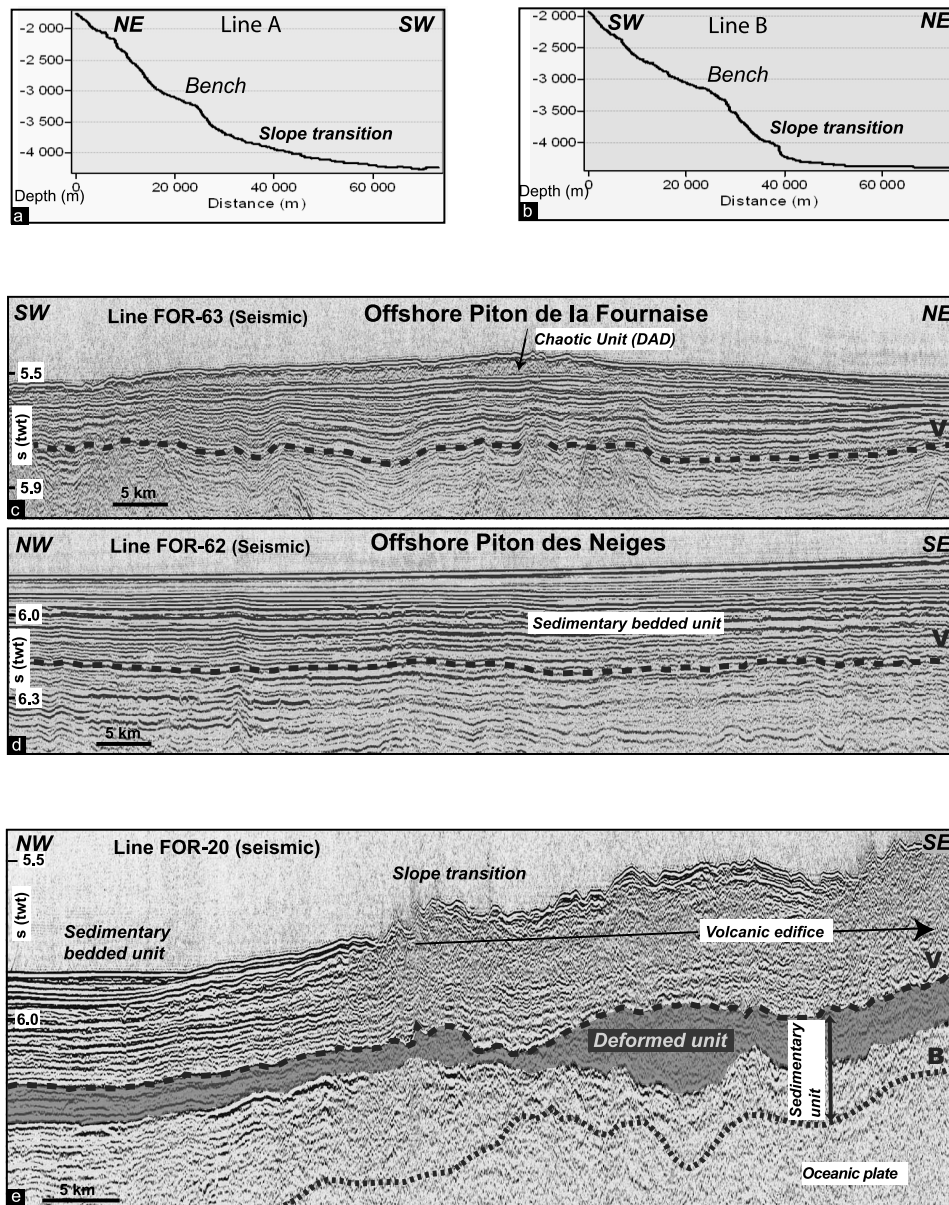 NE Line A SW
-2 000
-2 500
-3 000
-3 500
-4 000
Bench
Slope transition
0 20 000 40 000 60 000
Depth (m) Distance (m)
a
SW Line B NE
-2 000
-2 500
-3 000
-3 500
-4 000
Bench
Slope transition
0 20 000 40 000 60 000
Depth (m) Distance (m)
b
SW Line FOR-63 (Seismic) Offshore Piton de la Fournaise NE
Chaotic Unit (DAD)
5.5
s (twt)
V
5.9
5 km
c
NW Line FOR-62 (Seismic) Offshore Piton des Neiges SE
6.0
Sedimentary bedded unit
s (twt)
V
6.3
5 km
d
NW Line FOR-20 (seismic) SE
5.5
Slope transition
s (twt)
Sedimentary
bedded unit
Volcanic edifice
V
6.0
Deformed unit
Sedimentary
unit
B
Oceanic plate
5 km
e